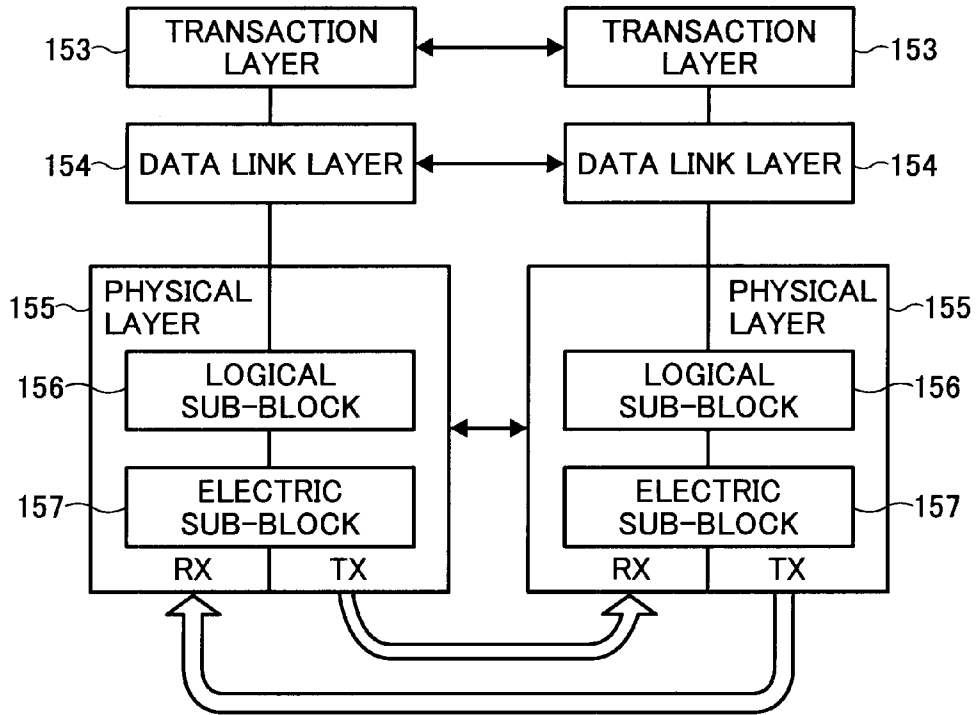 TRANSACTION
LAYER
153
TRANSACTION
LAYER
153
154
DATA LINK LAYER
DATA LINK LAYER
154
155
PHYSICAL
LAYER
PHYSICAL
LAYER
155
156
LOGICAL
SUB-BLOCK
LOGICAL
SUB-BLOCK
156
157
ELECTRIC
SUB-BLOCK
ELECTRIC
SUB-BLOCK
157
RX
TX
RX
TX